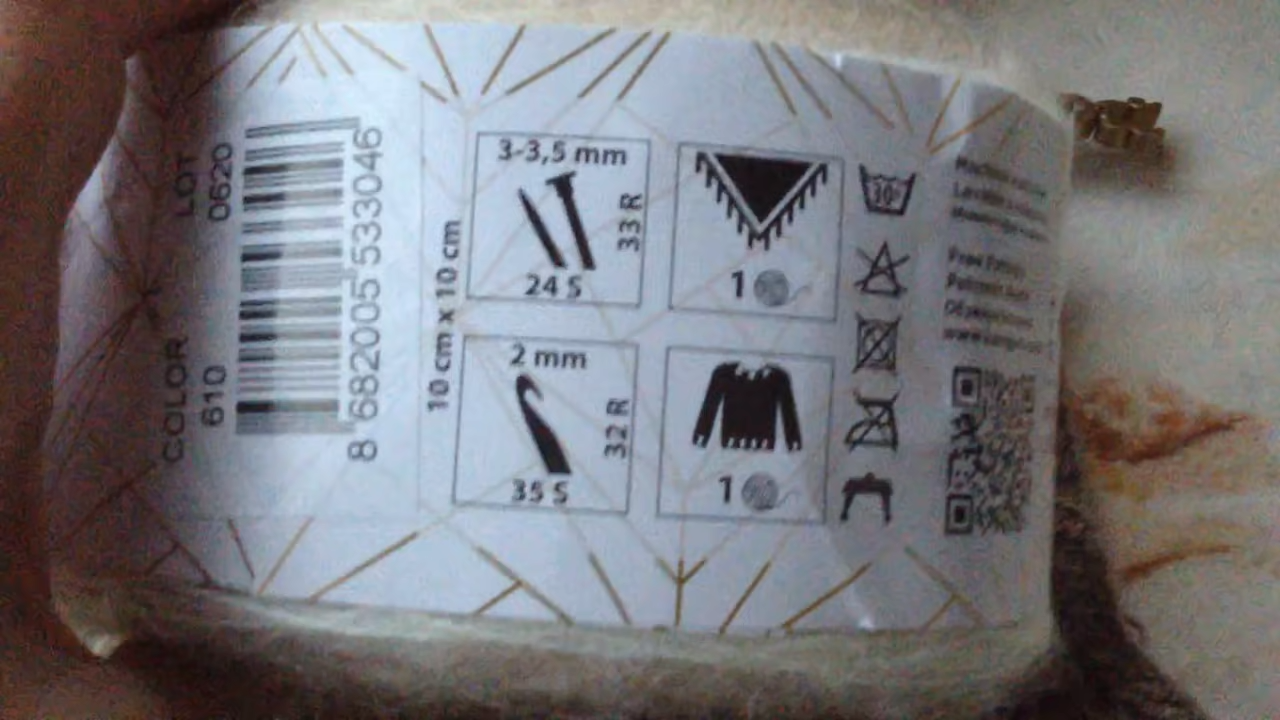 LOT
0620
COLOR
610
8 682005 533046
10 cm x 10 cm
3-3,5 mm
33 R
24 S
2 mm
32 R
35 S
1
1
30°
Free